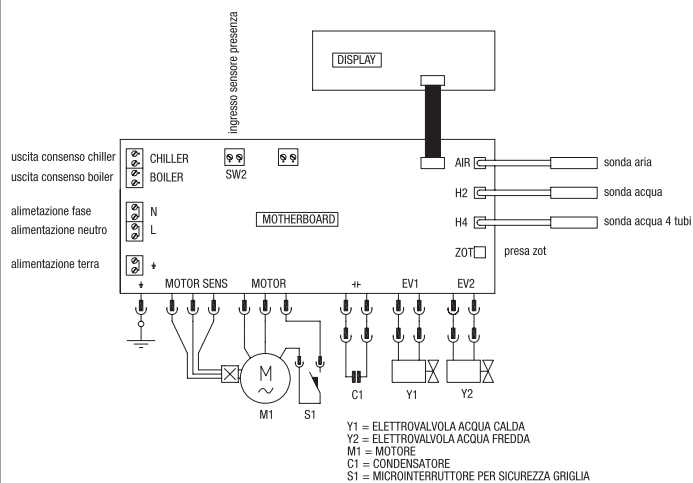 ingresso sensore presenza
DISPLAY
uscita consenso chiller
CHILLER
uscita consenso boiler
BOILER
SW2
AIR
sonda aria
H2
sonda acqua
alimetazione fase
N
alimentazione neutro
L
MOTHERBOARD
H4
sonda acqua 4 tubi
ZOT
presa zot
alimentazione terra
MOTOR SENS
MOTOR
EV1
EV2
M
M1
S1
C1
Y1
Y2
Y1 = ELETTROVALVOLA ACQUA CALDA
Y2 = ELETTROVALVOLA ACQUA FREDDA
M1 = MOTORE
C1 = CONDENSATORE
S1 = MICROINTERRUTTORE PER SICUREZZA GRIGLIA